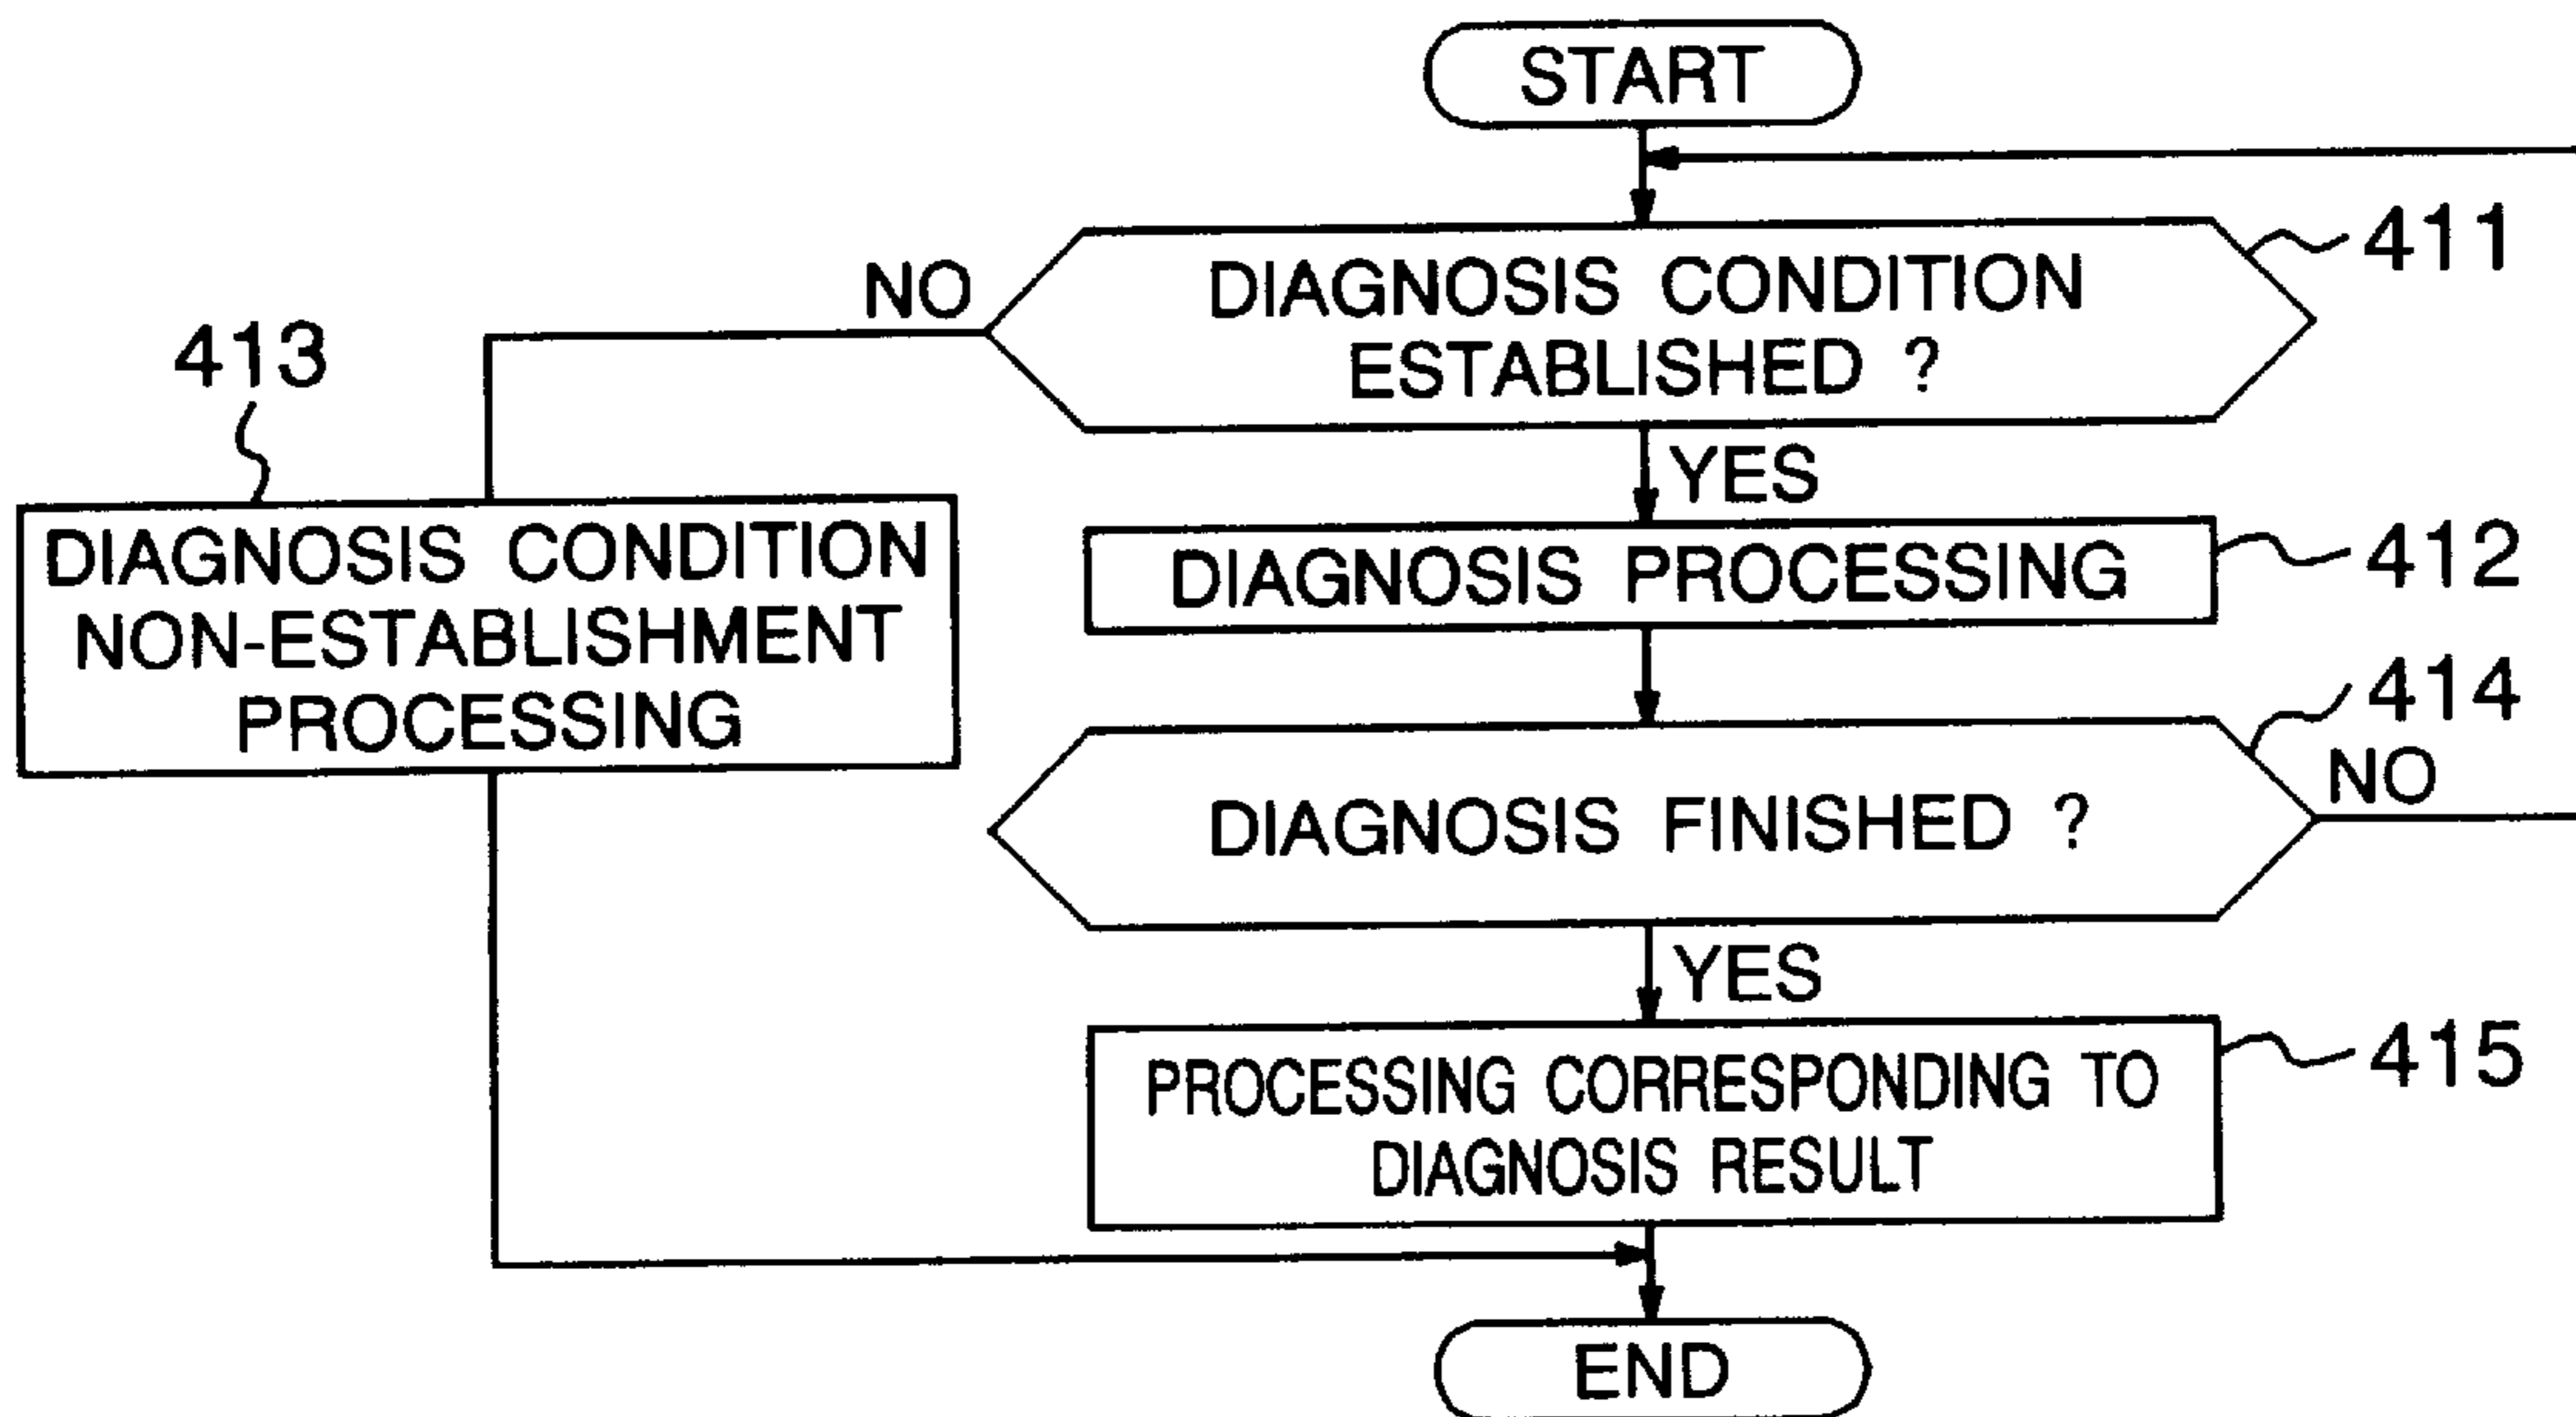 START
411
NO
DIAGNOSIS CONDITION
ESTABLISHED ?
413
YES
DIAGNOSIS CONDITION
NON-ESTABLISHMENT
PROCESSING
DIAGNOSIS PROCESSING
412
414
NO
DIAGNOSIS FINISHED ?
YES
PROCESSING CORRESPONDING TO
DIAGNOSIS RESULT
415
END